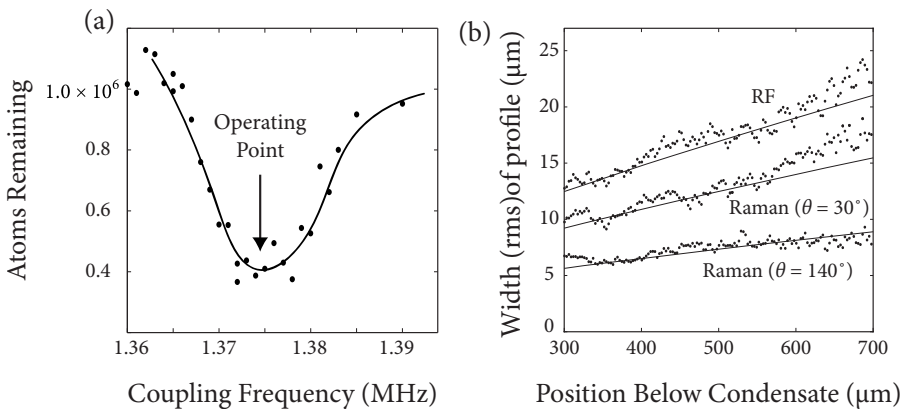 (a)
Atoms Remaining
1.0 × 10⁶
0.8
0.6
0.4
Operating
Point
1.36
1.37
1.38
1.39
Coupling Frequency (MHz)
(b)
Width (rms)of profile (μm)
25
20
15
10
5
0
RF
Raman (θ = 30°)
Raman (θ = 140°)
300
400
500
600
700
Position Below Condensate (μm)